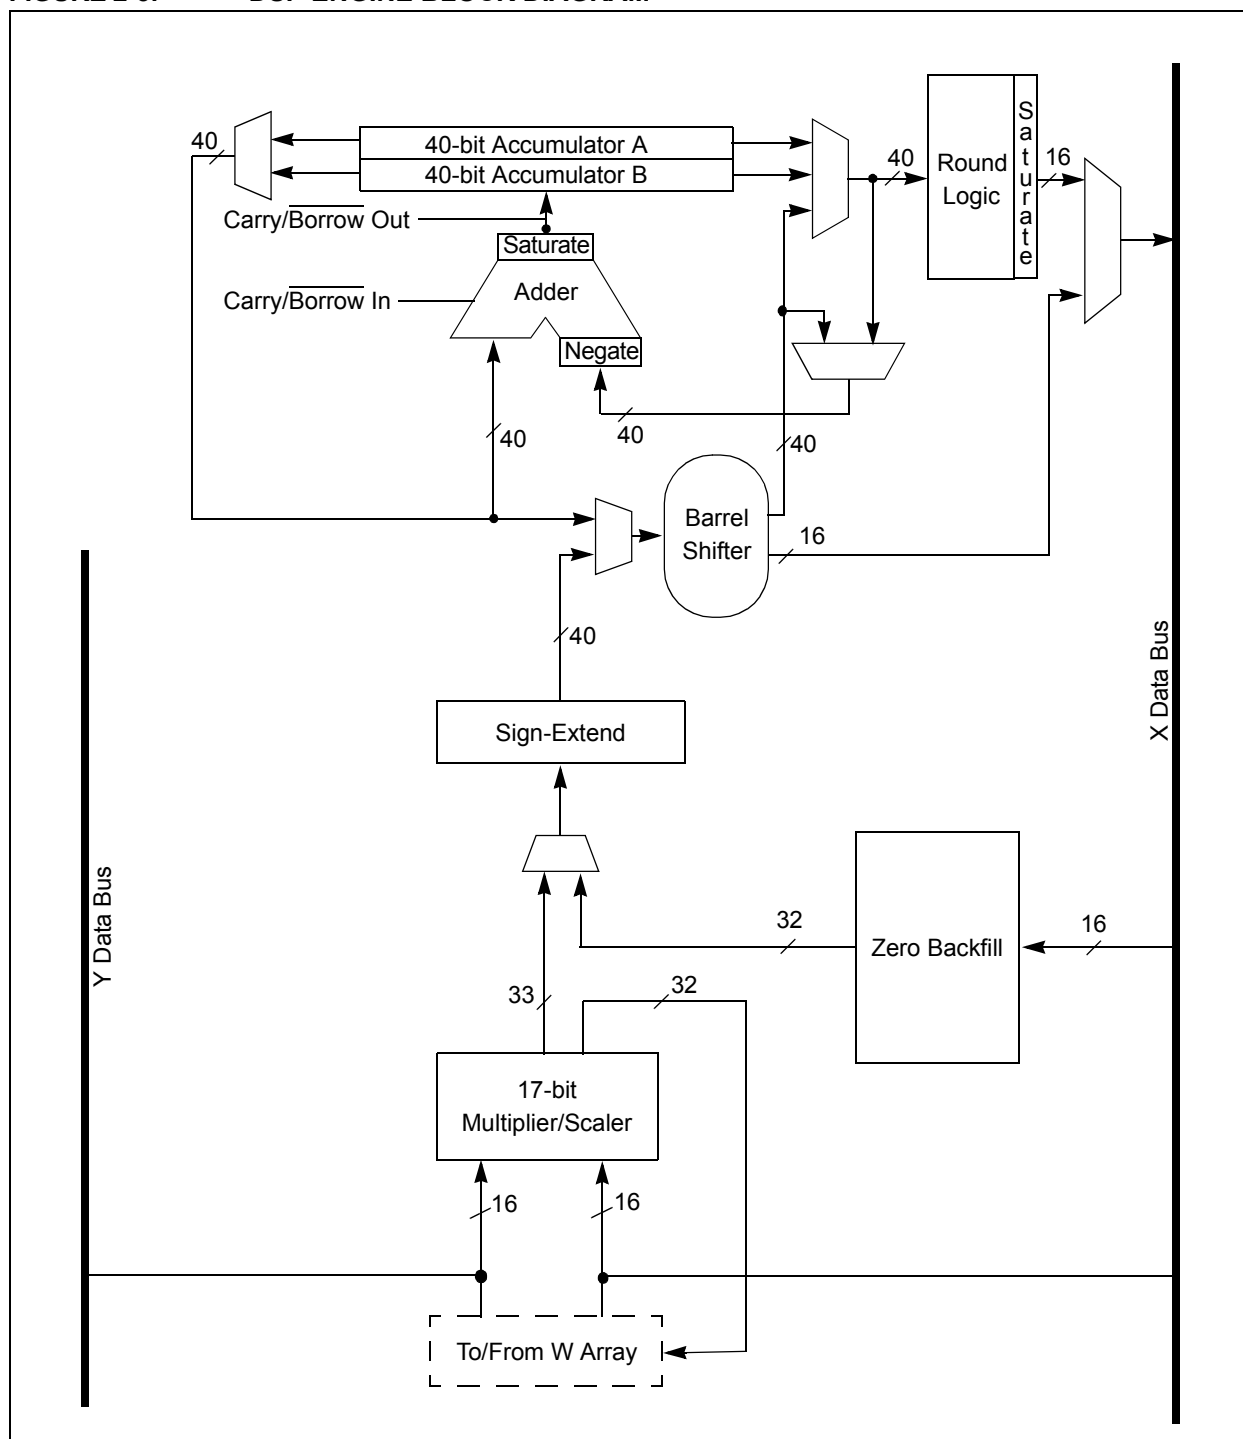 40
40-bit Accumulator A
40-bit Accumulator B
Carry/Borrow Out
Saturate
Adder
Carry/Borrow In
Negate
40
Round
Logic
Saturate
16
40
40
40
Barrel
Shifter
16
40
Sign-Extend
X Data Bus
Y Data Bus
32
Zero Backfill
16
33
32
17-bit
Multiplier/Scaler
16
16
To/From W Array